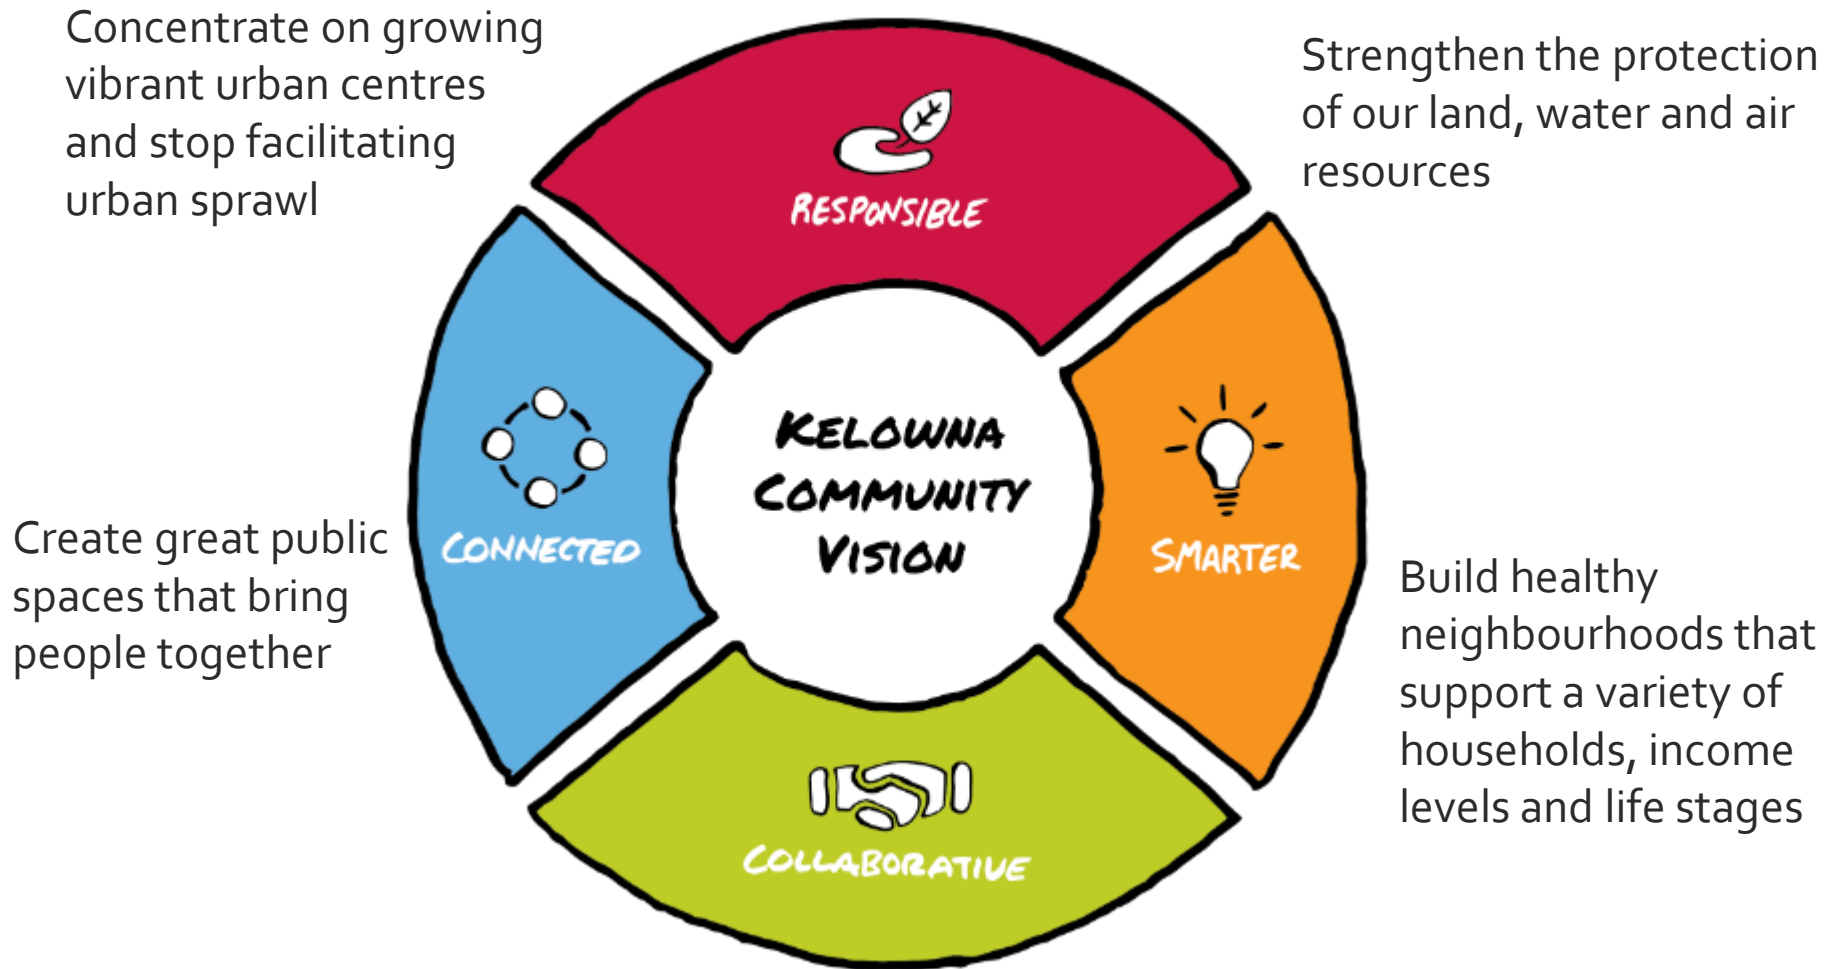 Concentrate on growing
vibrant urban centres
and stop facilitating
urban sprawl
Strengthen the protection
of our land, water and air
resources
RESPONSIBLE
KELOWNA
COMMUNITY
VISION
CONNECTED
SMARTER
Create great public
spaces that bring
people together
Build healthy
neighbourhoods that
support a variety of
households, income
levels and life stages
COLLABORATIVE